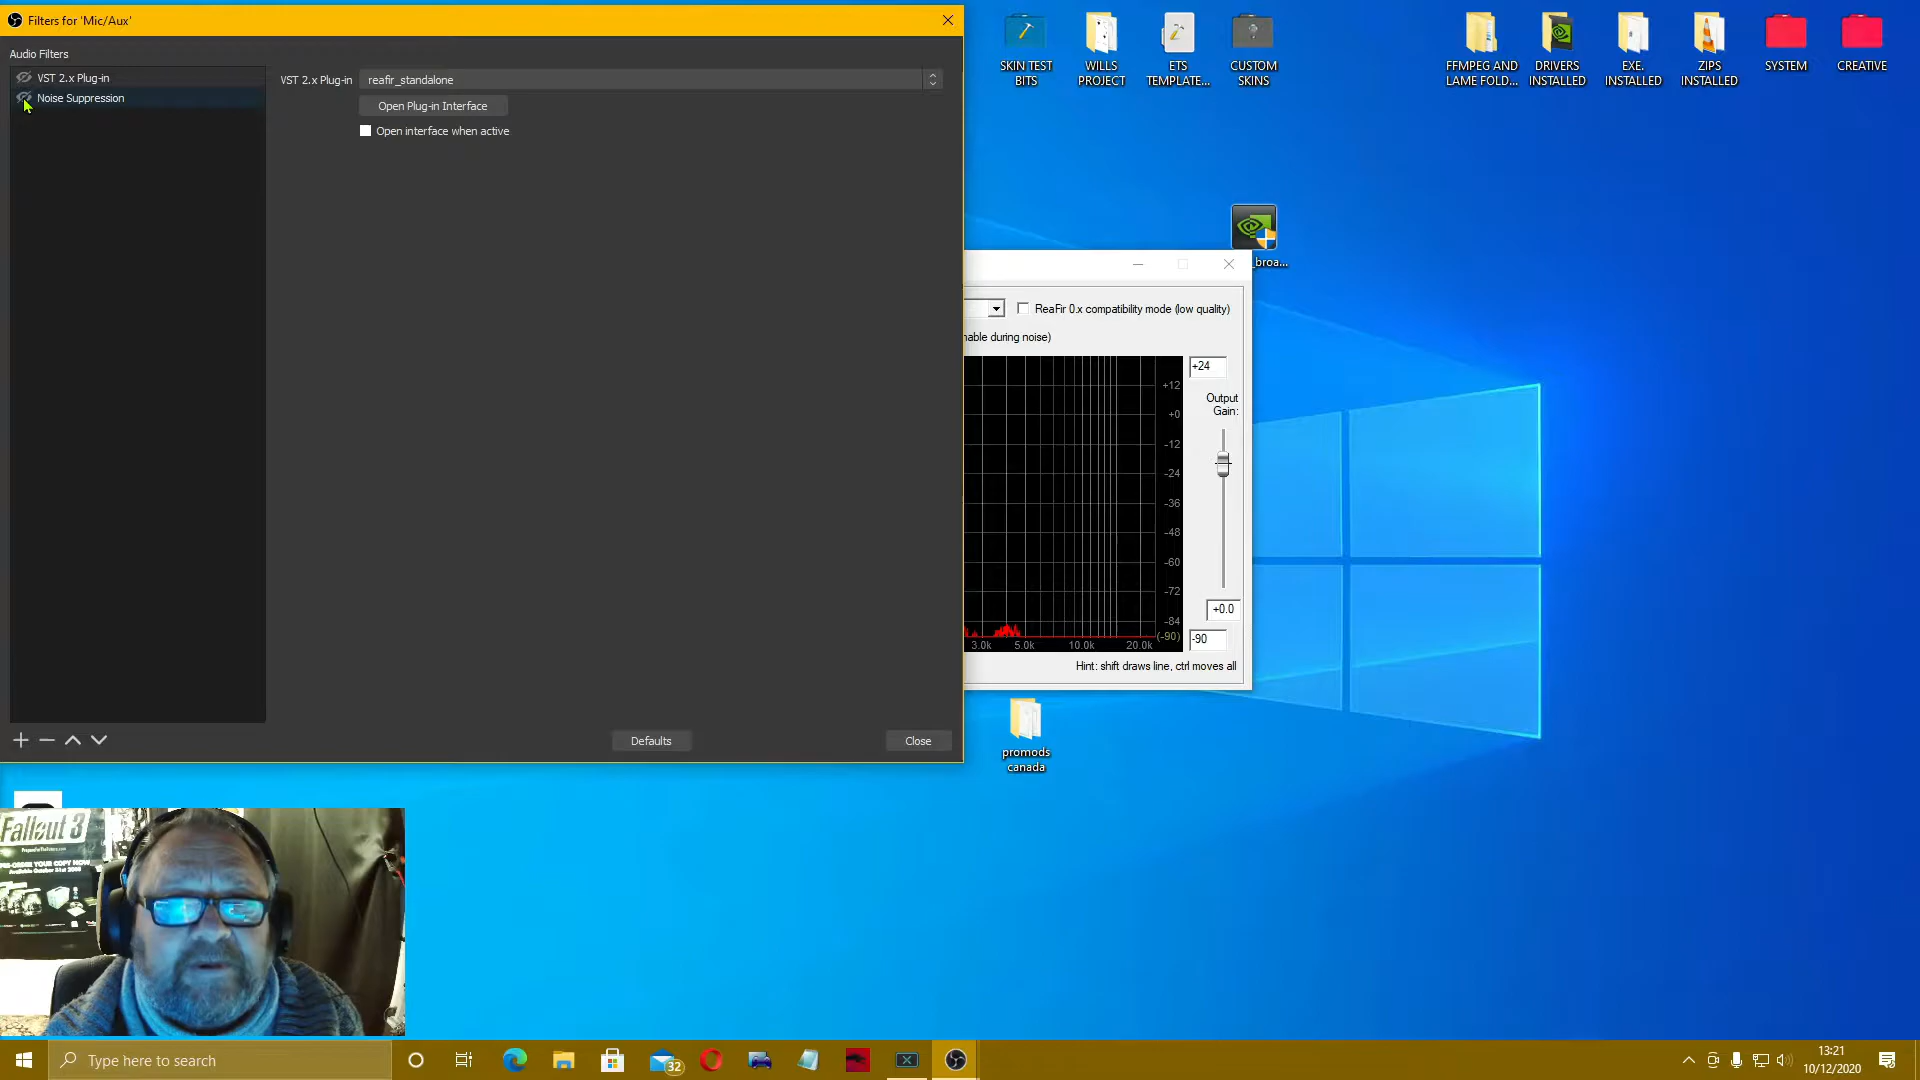 Filters for 'Mic/Aux'
Audio Filters
VST 2.x Plug-in
Noise Suppression
VST 2.x Plug-in
reafir_standalone
Open Plug-in Interface
Open interface when active
Defaults
Close
SKIN TEST
BITS
WILLS
PROJECT
ETS
TEMPLATE...
CUSTOM
SKINS
FFMPEG AND
LAME FOLD...
DRIVERS
INSTALLED
EXE.
INSTALLED
ZIPS
INSTALLED
SYSTEM
CREATIVE
_broa...
ReaFir 0.x compatibility mode (low quality)
nable during noise)
+24
+12
+0
-12
-24
-36
-48
-60
-72
-84
(-90)
Output
Gain:
+0.0
-90
3.0k
5.0k
10.0k
20.0k
Hint: shift draws line, ctrl moves all
promods
canada
Fallout 3
Type here to search
32
13:21
10/12/2020